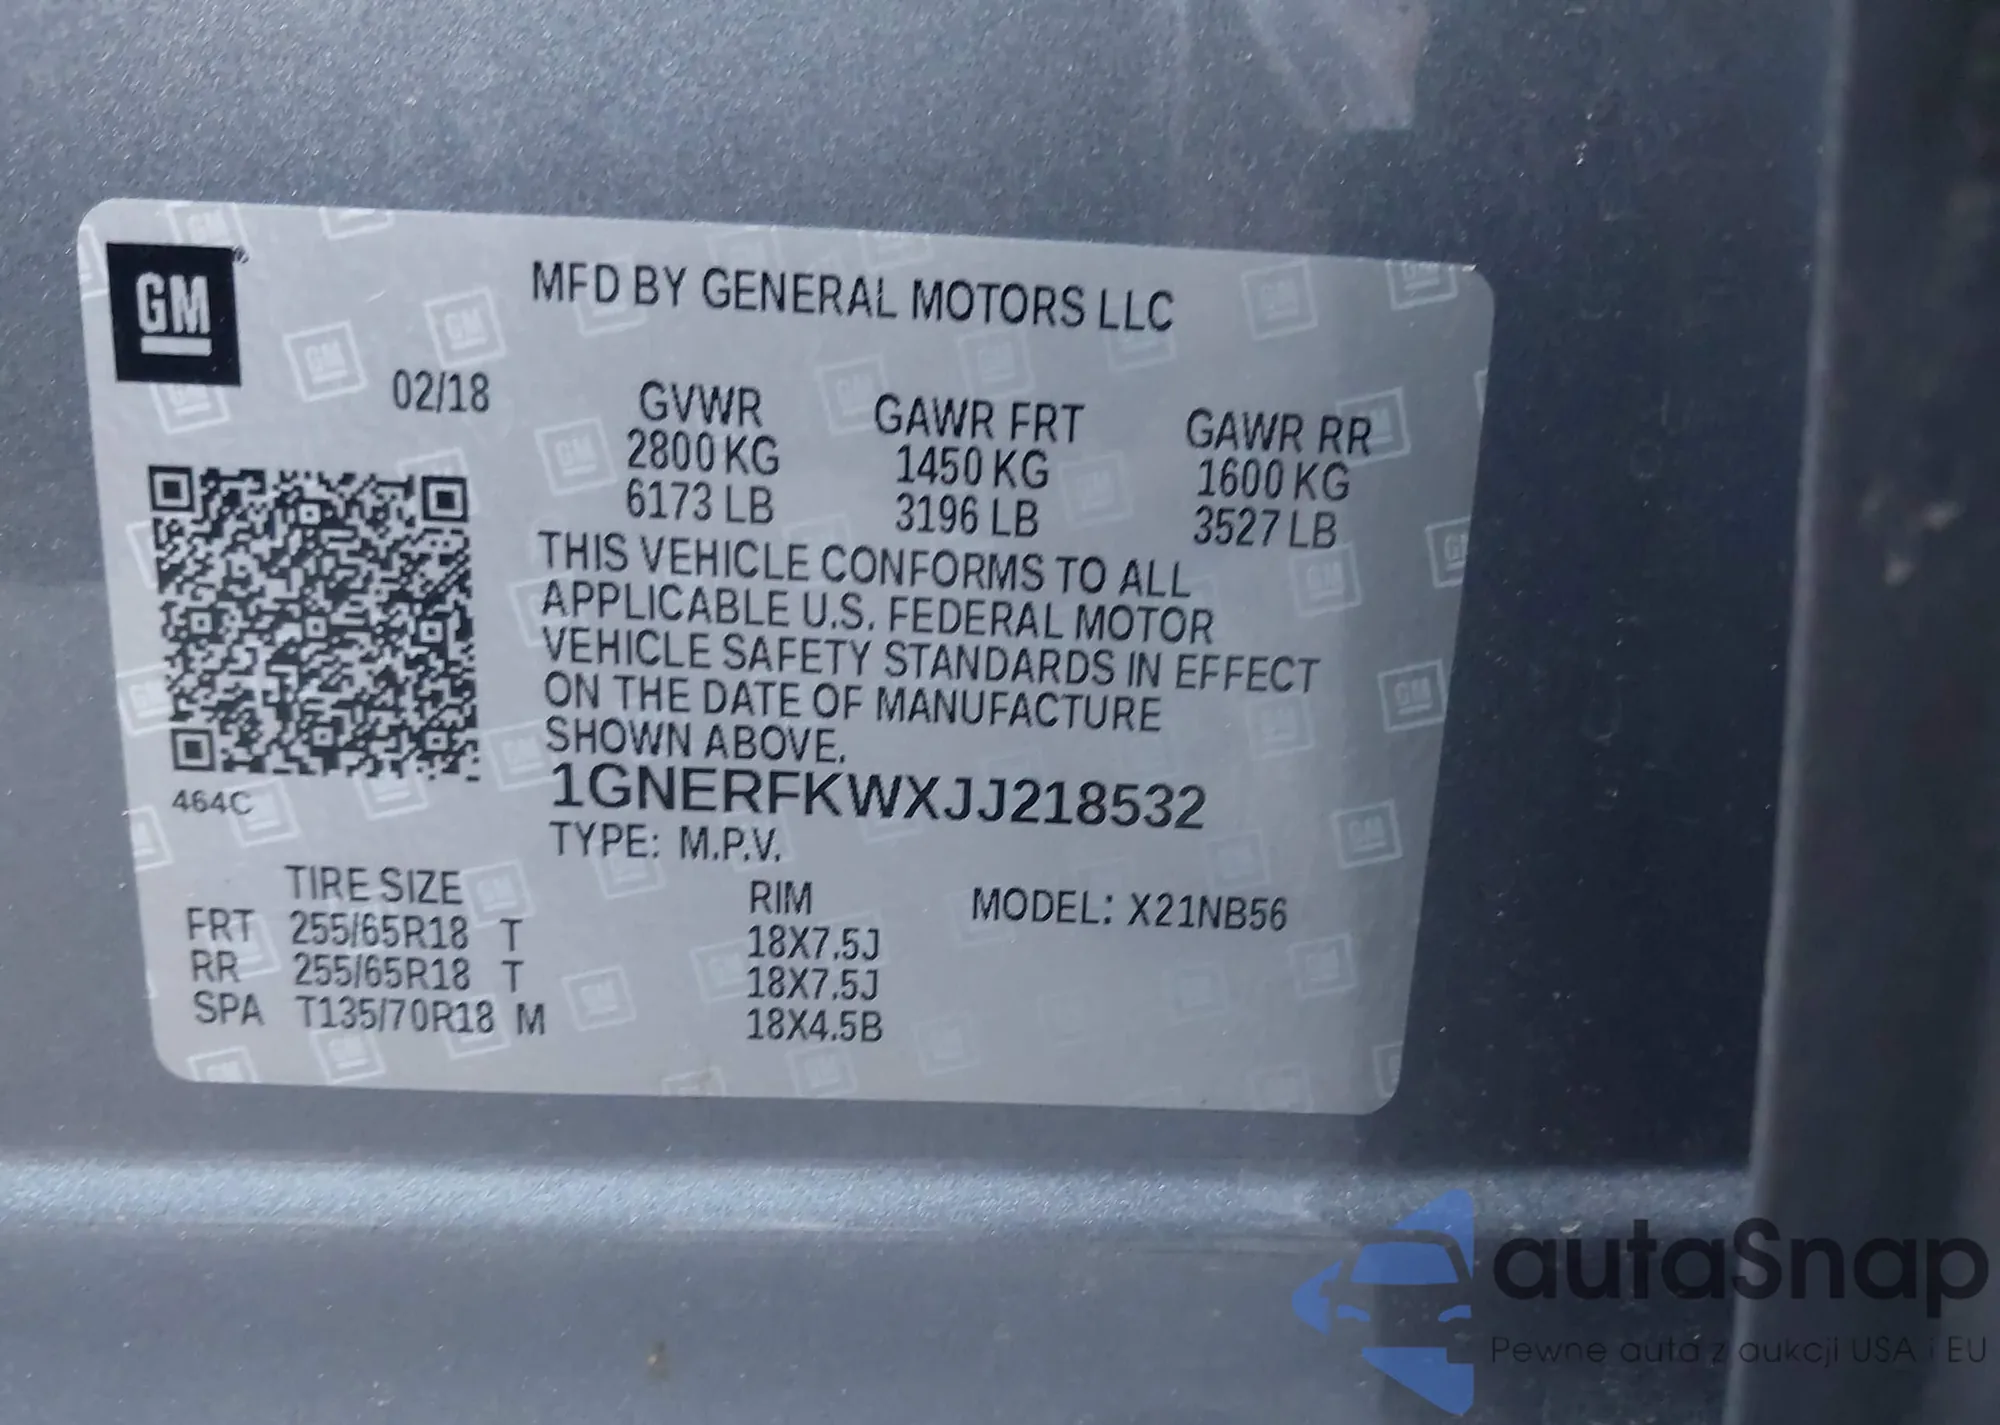 GM
MFD BY GENERAL MOTORS LLC
02/18
GVWR GAWR FRT GAWR RR
2800 KG 1450 KG 1600 KG
6173 LB 3196 LB 3527 LB
THIS VEHICLE CONFORMS TO ALL
APPLICABLE U.S. FEDERAL MOTOR
VEHICLE SAFETY STANDARDS IN EFFECT
ON THE DATE OF MANUFACTURE
SHOWN ABOVE.
1GNERFKWXJJ218532
464C
TYPE: M.P.V.
TIRE SIZE RIM MODEL: X21NB56
FRT 255/65R18 T 18X7.5J
RR 255/65R18 T 18X7.5J
SPA T135/70R18 M 18X4.5B
autaSnap
Pewne auta z aukcji USA i EU